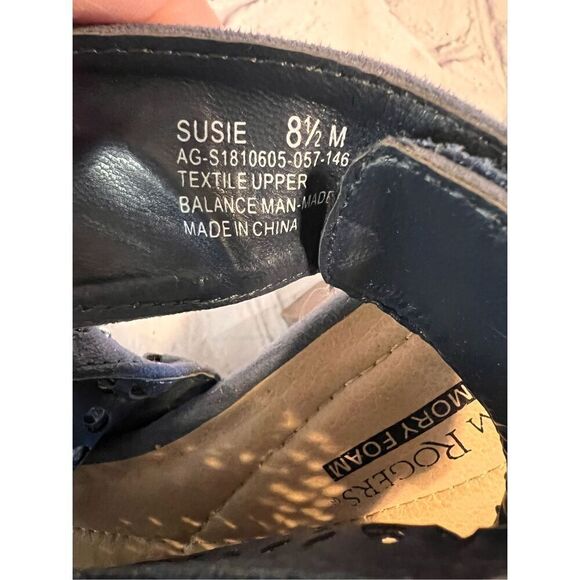 SUSIE 8½ M
AG-S1810605-057-146
TEXTILE UPPER
BALANCE MAN-MADE
MADE IN CHINA
M ROGERS
MORY FOAM